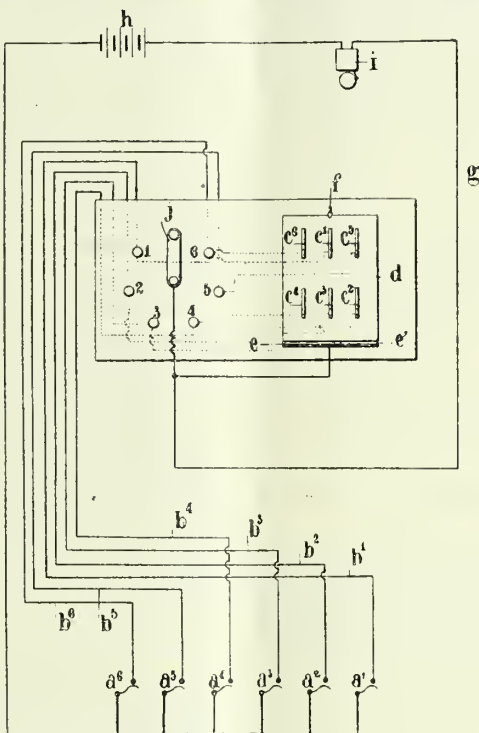 h
i
g
J
f
1
6
c⁶ c¹ c⁵
d
2
5
c⁴ c³ c²
3
4
e e'
b⁴
b³
b²
b¹
b⁶ b⁵
a⁶ a⁵ a⁴ a³ a² a¹